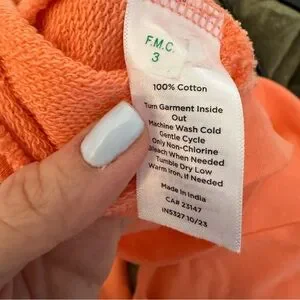 F.M.C.
3
100% Cotton
Turn Garment Inside
Out
Machine Wash Cold
Gentle Cycle
Only Non-Chlorine
Bleach When Needed
Tumble Dry Low
Warm Iron, if Needed
Made in India
CA# 23147
IN5327 10/23